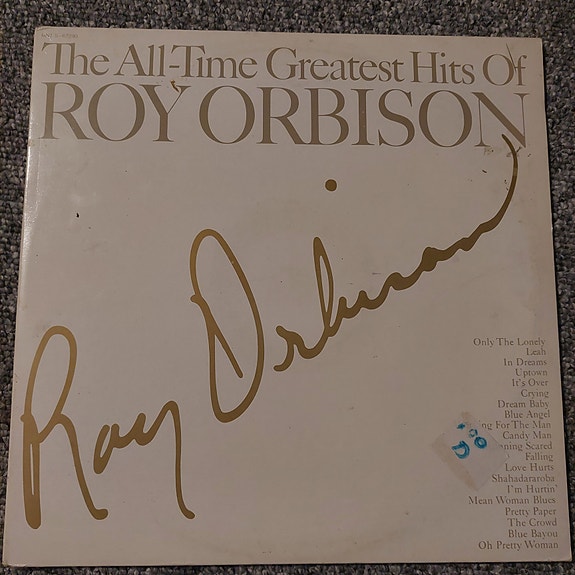 The All-Time Greatest Hits Of
ROY ORBISON
Roy Orbison
Only The Lonely
Leah
In Dreams
Uptown
It's Over
Crying
Dream Baby
Blue Angel
For The Man
Candy Man
Scared
Falling
Love Hurts
Shahadararoba
I'm Hurtin'
Mean Woman Blues
Pretty Paper
The Crowd
Blue Bayou
Oh Pretty Woman